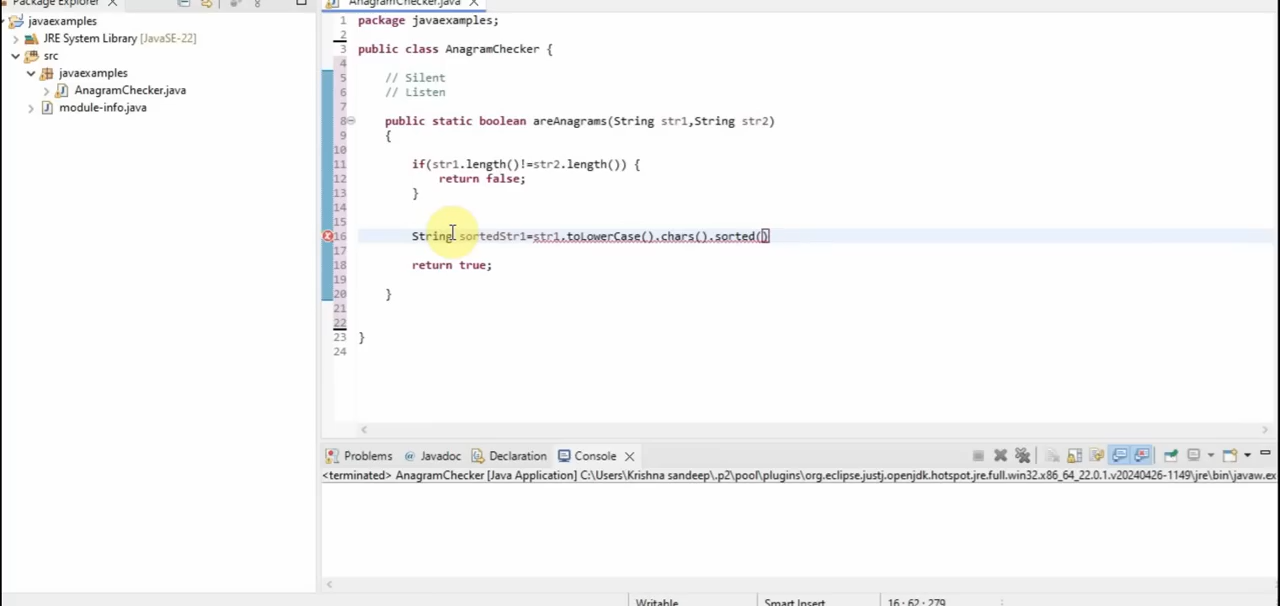 Package Explorer
AnagramChecker.java
javaexamples
JRE System Library [JavaSE-22]
src
javaexamples
AnagramChecker.java
module-info.java
1 package javaexamples;
2
3 public class AnagramChecker {
4
5 // Silent
6 // Listen
7
8 public static boolean areAnagrams(String str1,String str2)
9 {
10
11 if(str1.length()!=str2.length()) {
12 return false;
13 }
14
15
16 String sortedStr1=str1.toLowerCase().chars().sorted()
17
18 return true;
19
20 }
21
22
23 }
24
Problems @ Javadoc Declaration Console
<terminated> AnagramChecker [Java Application] C:\Users\Krishna sandeep\.p2\pool\plugins\org.eclipse.justj.openjdk.hotspot.jre.full.win32.x86_64_22.0.1.v20240426-1149\jre\bin\javaw.ex
Writable Smart Insert 16 : 62 : 279